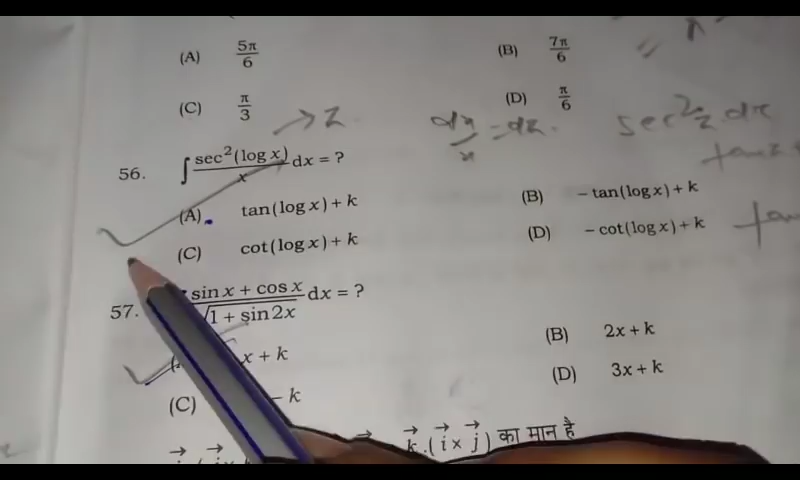 (A) 5π/6 (B) 7π/6
(C) π/3 (D) π/6
→ z dx/x = dz. sec²z dz
56. ∫ sec²(log x)/x dx = ?
(A). tan(log x) + k (B) – tan(log x) + k
(C) cot(log x) + k (D) – cot(log x) + k
57. sin x + cos x/√1 + sin 2x dx = ?
x + k (B) 2x + k
(C) k (D) 3x + k
k⃗.(i⃗ × j⃗) का मान है